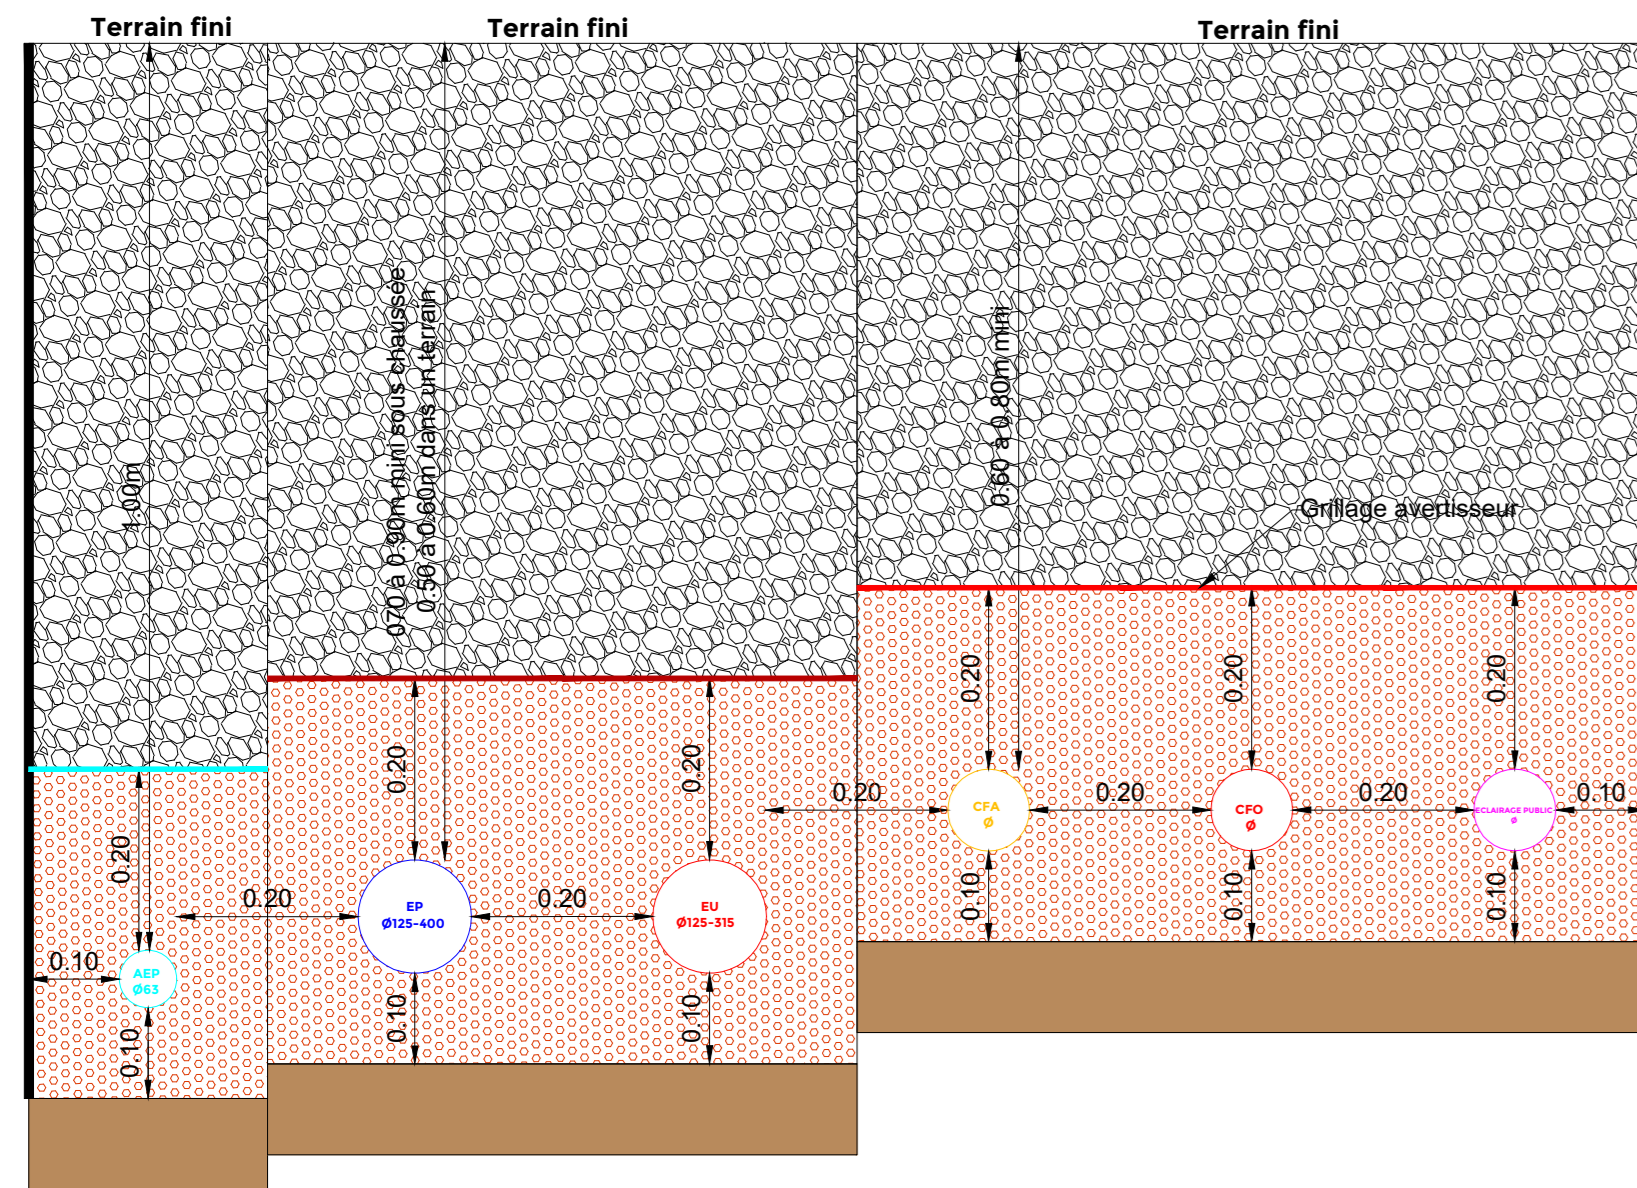 Terrain fini
Terrain fini
Terrain fini
1.00m
070 à 0.90m mini sous chaussée
0.50 à 0.60m dans un terrain
0.60 à 0.80m mini
Grillage avertisseur
0.20
0.20
0.20
0.20
0.20
0.20
0.20
0.20
0.20
0.20
0.20
0.10
0.10
CFA
Ø
CFO
Ø
ECLAIRAGE PUBLIC
Ø
EP
Ø125-400
EU
Ø125-315
AEP
Ø63
0.10
0.10
0.10
0.10
0.10
0.10